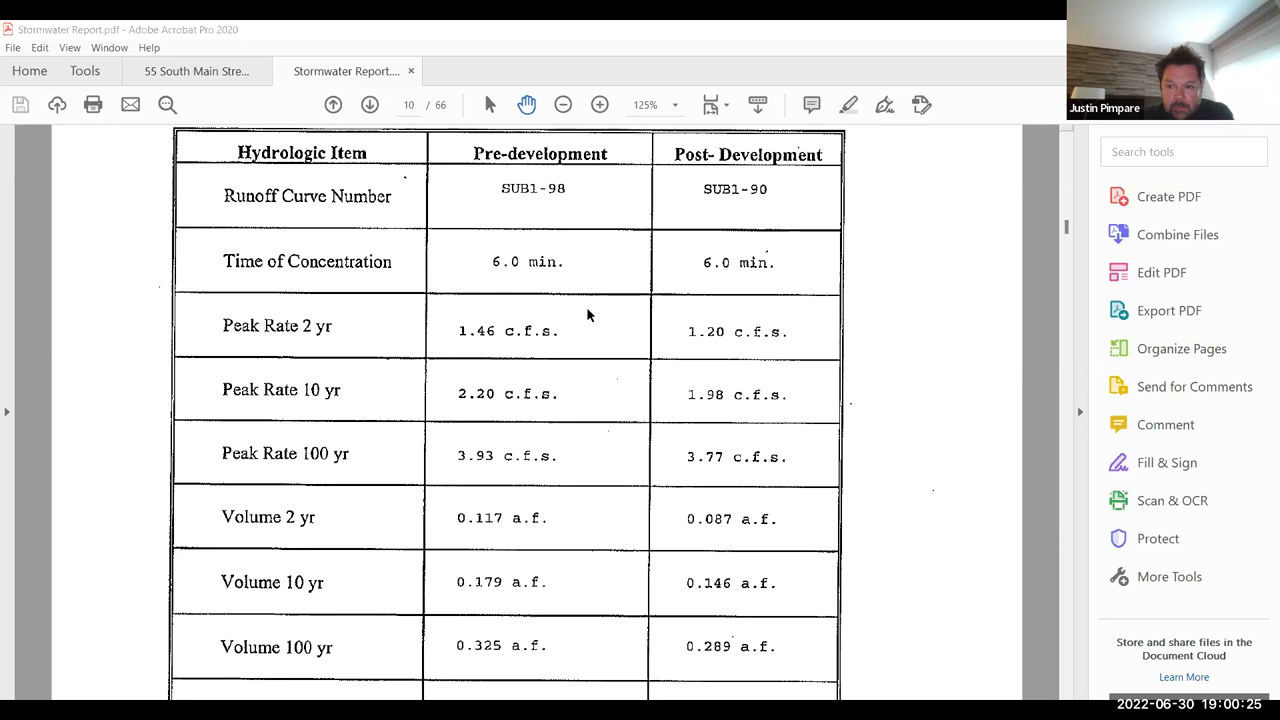 Stormwater Report.pdf - Adobe Acrobat Pro 2020
File Edit View Window Help
Home Tools 55 South Main Stre... Stormwater Report.... ×
10 / 66 125%
Justin Pimpare
Hydrologic Item Pre-development Post- Development
Runoff Curve Number SUB1-98 SUB1-90
Time of Concentration 6.0 min. 6.0 min.
Peak Rate 2 yr 1.46 c.f.s. 1.20 c.f.s.
Peak Rate 10 yr 2.20 c.f.s. 1.98 c.f.s.
Peak Rate 100 yr 3.93 c.f.s. 3.77 c.f.s.
Volume 2 yr 0.117 a.f. 0.087 a.f.
Volume 10 yr 0.179 a.f. 0.146 a.f.
Volume 100 yr 0.325 a.f. 0.289 a.f.
Search tools
Create PDF
Combine Files
Edit PDF
Export PDF
Organize Pages
Send for Comments
Comment
Fill & Sign
Scan & OCR
Protect
More Tools
Store and share files in the
Document Cloud
Learn More
2022-06-30 19:00:25